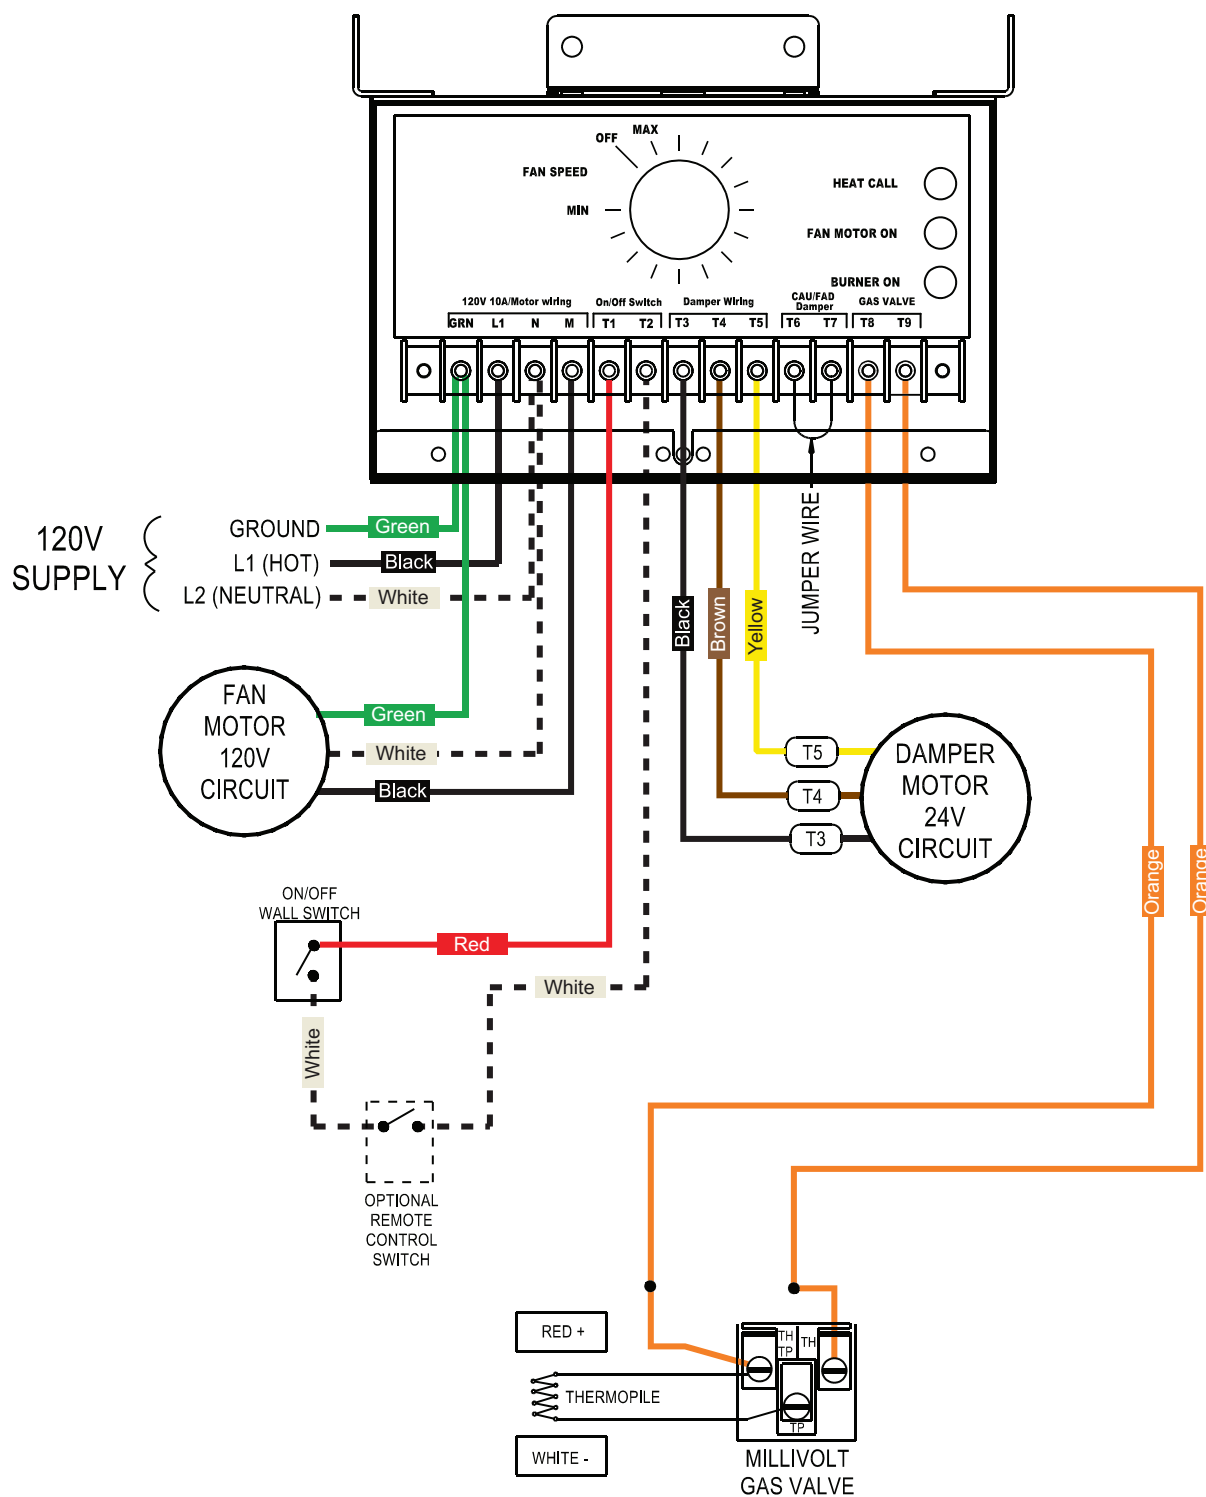 MAX
OFF
FAN SPEED
MIN
HEAT CALL
FAN MOTOR ON
BURNER ON
120V 10A/Motor wiring
On/Off Switch
Damper Wiring
CAU/FAD
Damper
GAS VALVE
GRN L1 N M T1 T2 T3 T4 T5 T6 T7 T8 T9
120V
SUPPLY
GROUND
Green
L1 (HOT)
Black
L2 (NEUTRAL)
White
JUMPER WIRE
Black
Brown
Yellow
FAN
MOTOR
120V
CIRCUIT
Green
White
Black
T5
T4
T3
DAMPER
MOTOR
24V
CIRCUIT
Orange
Orange
ON/OFF
WALL SWITCH
Red
White
White
OPTIONAL
REMOTE
CONTROL
SWITCH
RED +
THERMOPILE
WHITE -
TH
TP
TH
TP
MILLIVOLT
GAS VALVE